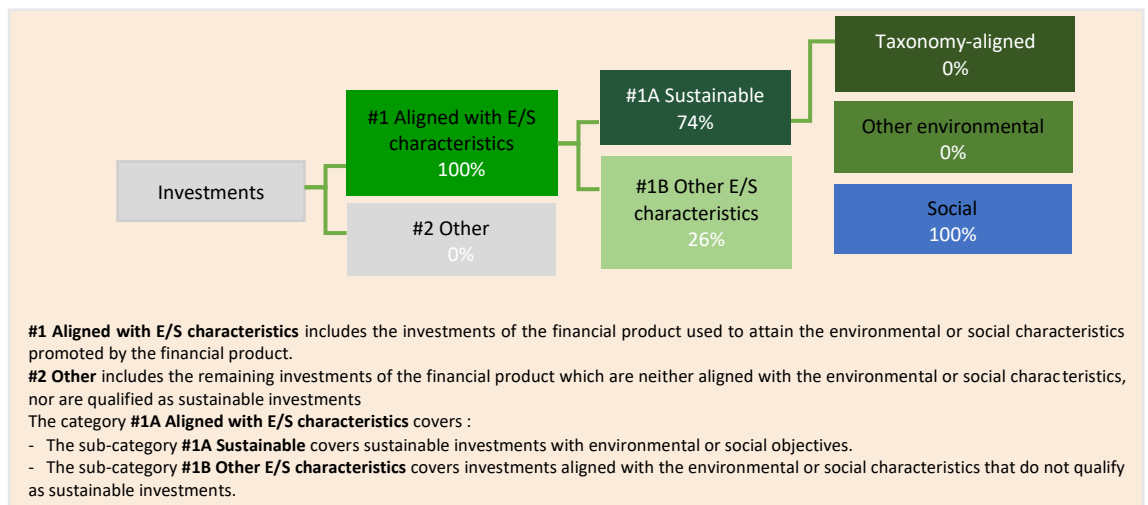 Investments
#1 Aligned with E/S
characteristics
100%
#2 Other
0%
#1A Sustainable
74%
#1B Other E/S
characteristics
26%
Taxonomy-aligned
0%
Other environmental
0%
Social
100%
#1 Aligned with E/S characteristics includes the investments of the financial product used to attain the environmental or social characteristics
promoted by the financial product.
#2 Other includes the remaining investments of the financial product which are neither aligned with the environmental or social characteristics,
nor are qualified as sustainable investments
The category #1A Aligned with E/S characteristics covers :
- The sub-category #1A Sustainable covers sustainable investments with environmental or social objectives.
- The sub-category #1B Other E/S characteristics covers investments aligned with the environmental or social characteristics that do not qualify
as sustainable investments.